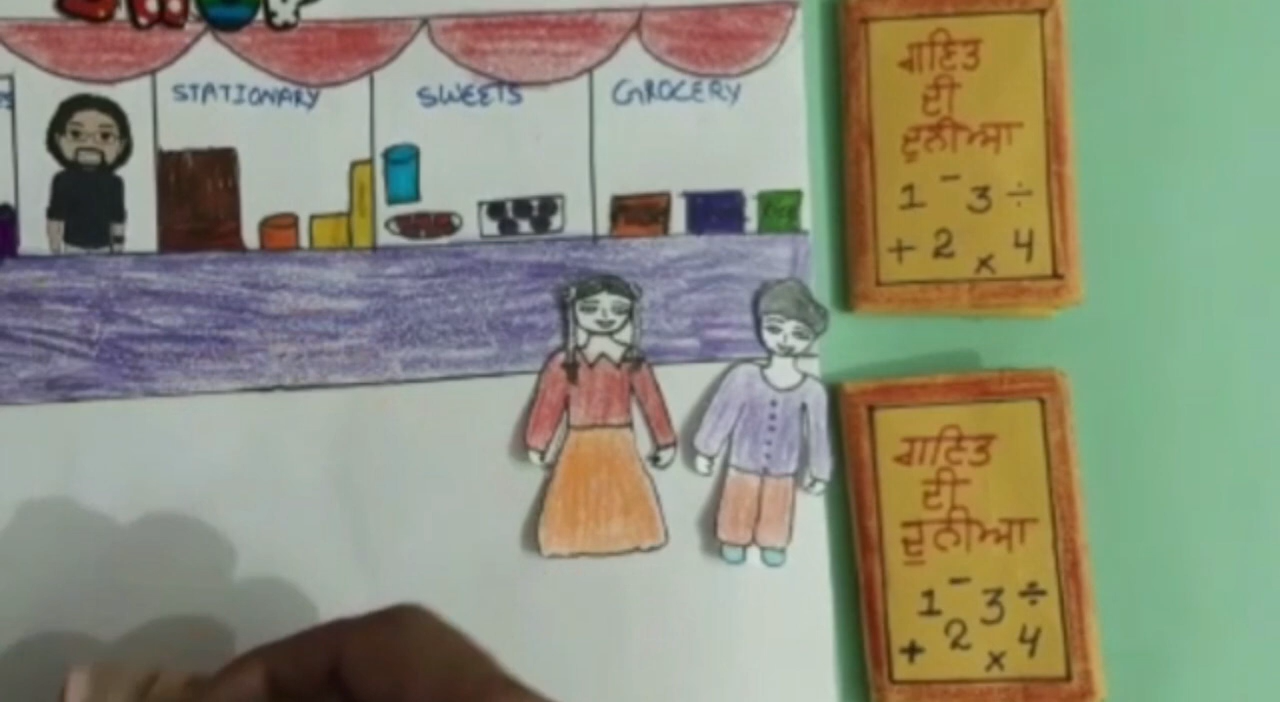 STATIONARY
SWEETS
GROCERY
ਗਣਿਤ
ਦੀ
ਦੁਨੀਆ
1 - 3 ÷
+ 2 × 4
ਗਣਿਤ
ਦੀ
ਦੁਨੀਆ
1 - 3 ÷
+ 2 × 4